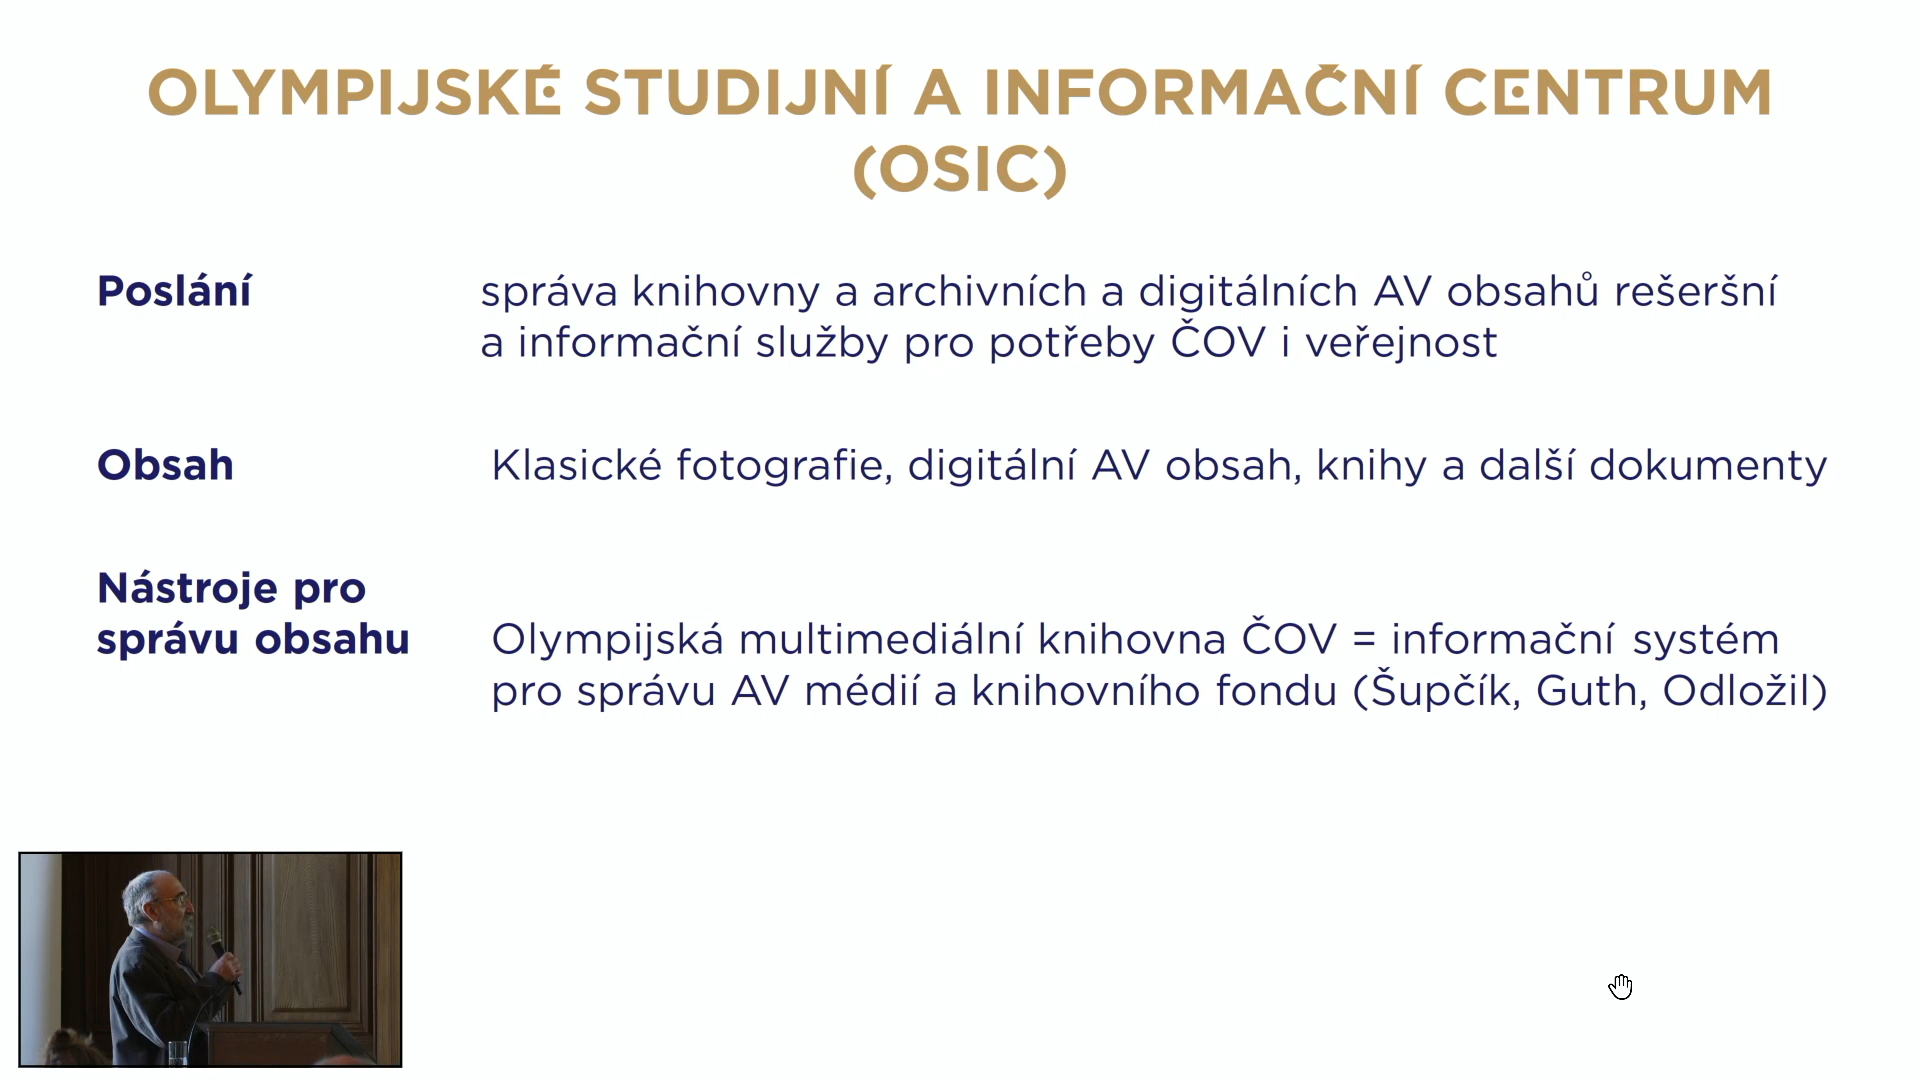 OLYMPIJSKÉ STUDIJNÍ A INFORMAČNÍ CENTRUM
(OSIC)
Poslání správa knihovny a archivních a digitálních AV obsahů rešeršní
a informační služby pro potřeby ČOV i veřejnost
Obsah Klasické fotografie, digitální AV obsah, knihy a další dokumenty
Nástroje pro
správu obsahu Olympijská multimediální knihovna ČOV = informační systém
pro správu AV médií a knihovního fondu (Šupčík, Guth, Odložil)